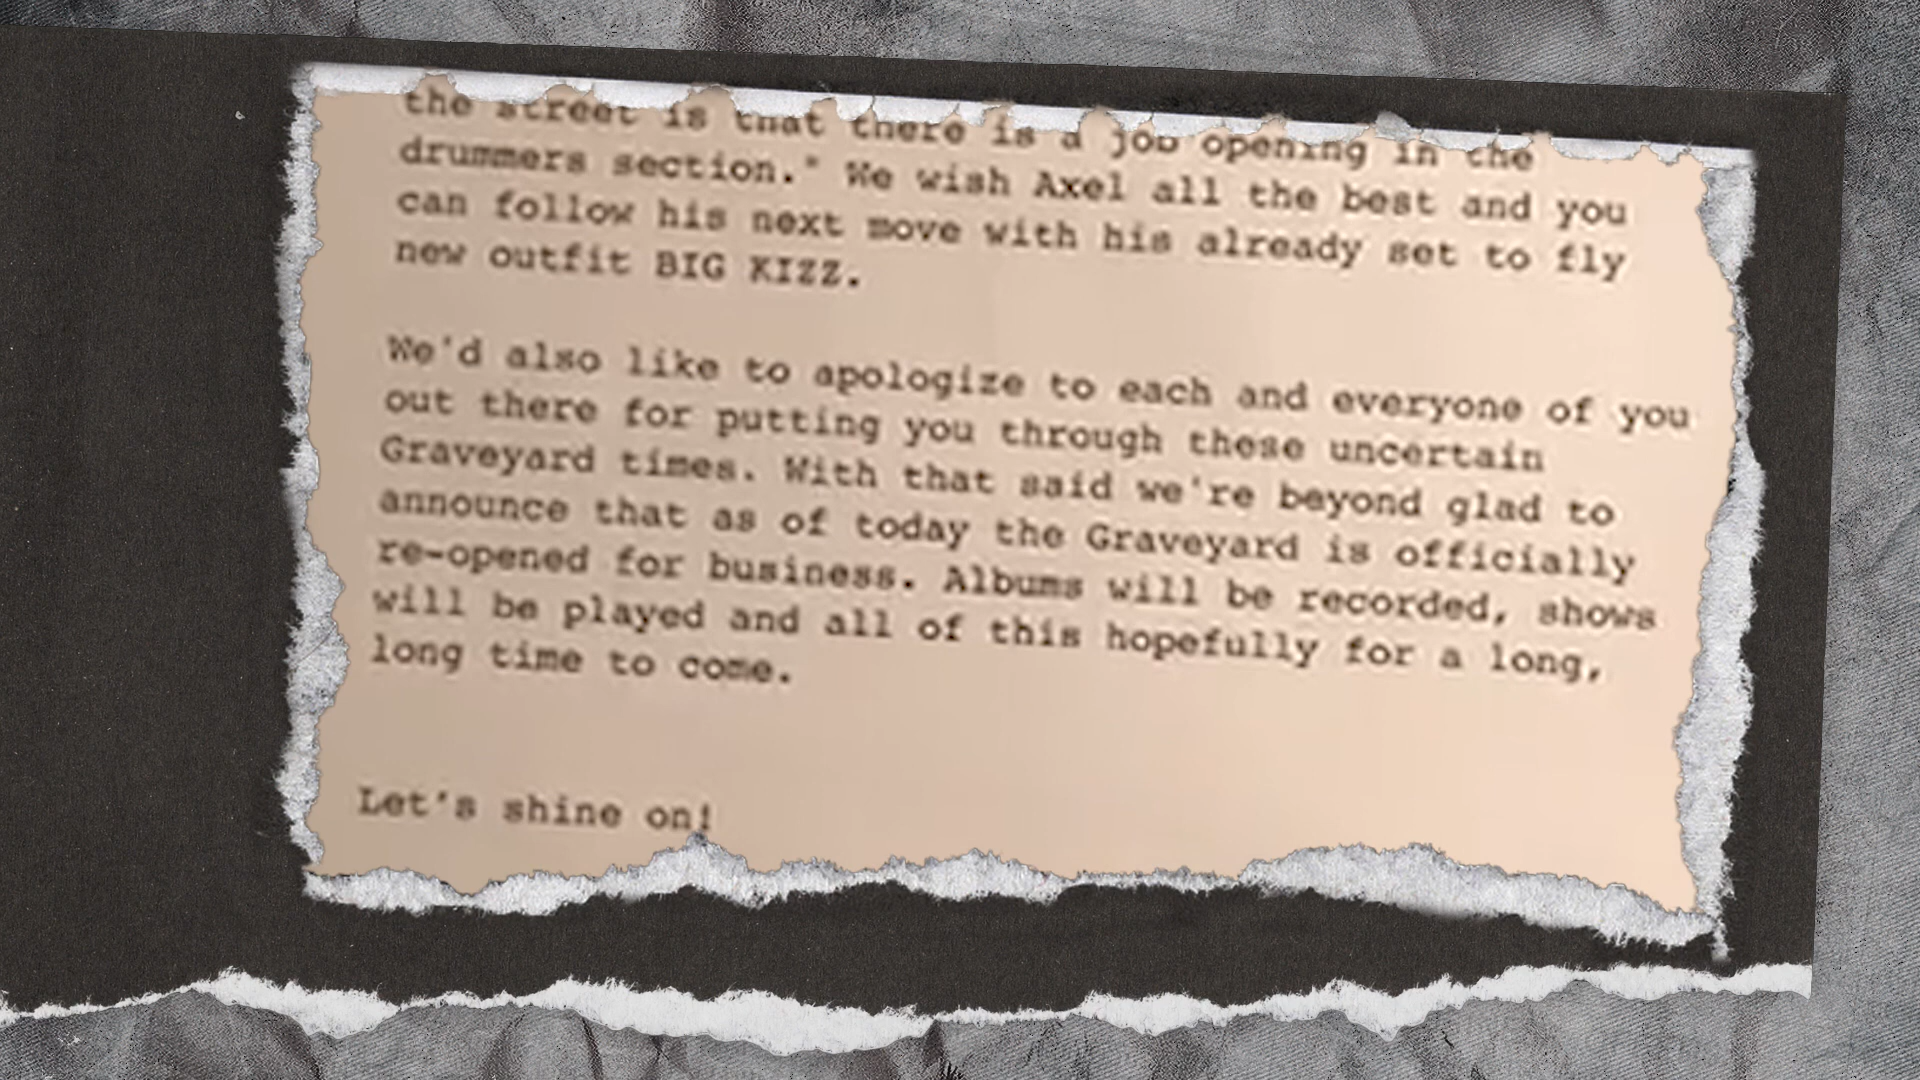 the street is that there is a job opening in the
drummers section." We wish Axel all the best and you
can follow his next move with his already set to fly
new outfit BIG KIZZ.
We'd also like to apologize to each and everyone of you
out there for putting you through these uncertain
Graveyard times. With that said we're beyond glad to
announce that as of today the Graveyard is officially
re-opened for business. Albums will be recorded, shows
will be played and all of this hopefully for a long,
long time to come.
Let's shine on!